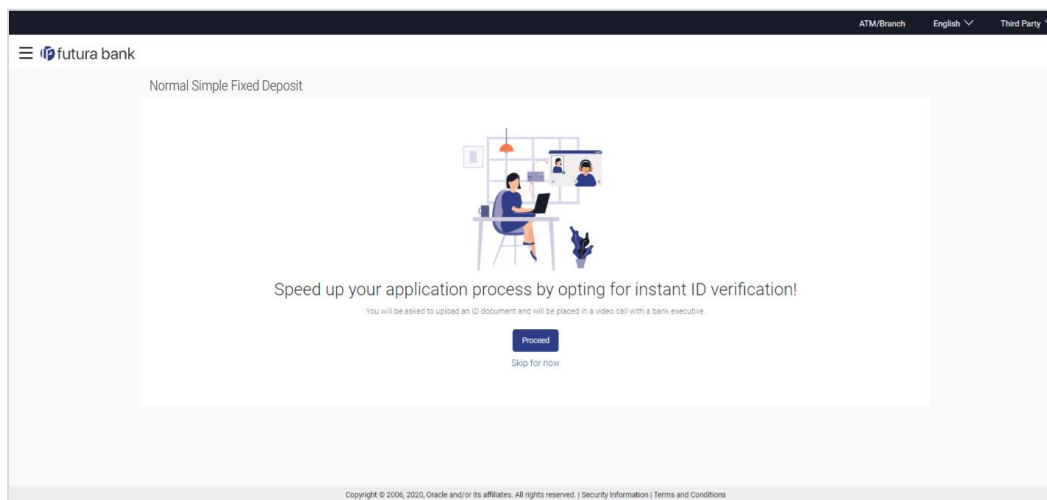 ATM/Branch English Third Party
futura bank
Normal Simple Fixed Deposit
Speed up your application process by opting for instant ID verification!
You will be asked to upload an ID document and will be placed in a video call with a bank executive.
Proceed
Skip for now
Copyright © 2006, 2020, Oracle and/or its affiliates. All rights reserved. | Security Information | Terms and Conditions